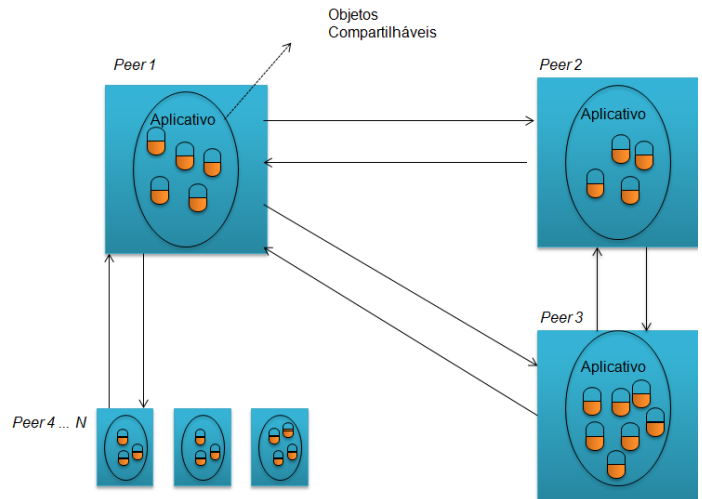 Objetos
Compartilháveis
Peer 1
Peer 2
Aplicativo
Aplicativo
Peer 3
Aplicativo
Peer 4 ... N